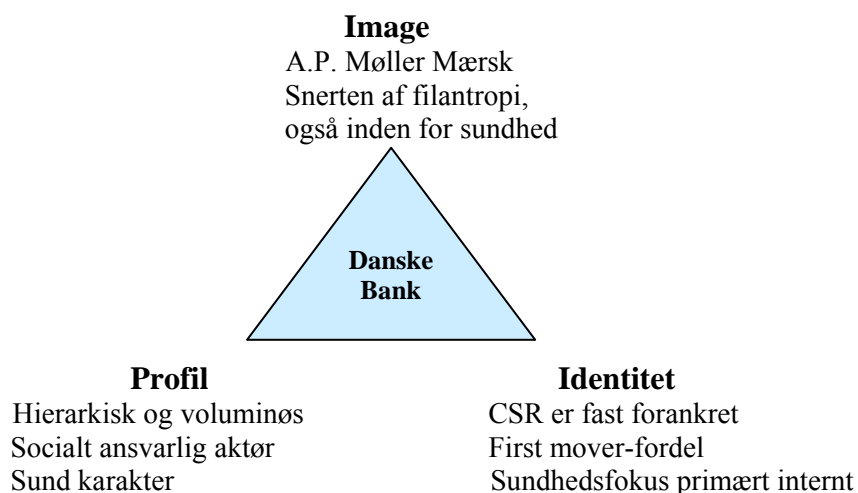 Image
A.P. Møller Mærsk
Snerten af filantropi,
også inden for sundhed
Danske
Bank
Profil
Hierarkisk og voluminøs
Socialt ansvarlig aktør
Sund karakter
Identitet
CSR er fast forankret
First mover-fordel
Sundhedsfokus primært internt